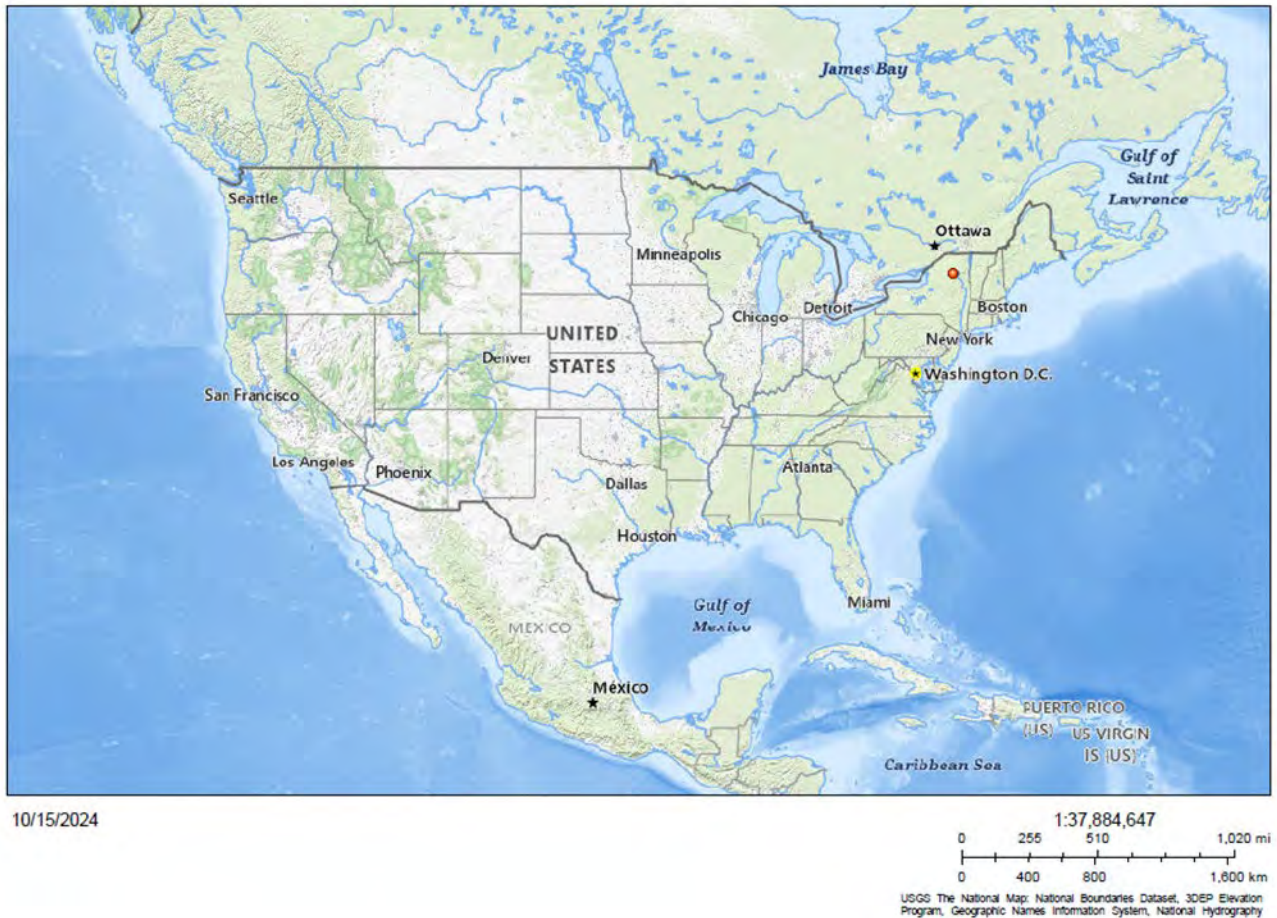 James Bay
Gulf of
Saint
Lawrence
Seattle
Ottawa
Minneapolis
Chicago
Detroit
Boston
UNITED
STATES
New York
Denver
Washington D.C.
San Francisco
Los Angeles
Phoenix
Atlanta
Dallas
Houston
Gulf of
Mexico
Miami
MEXICO
México
PUERTO RICO
(US)
US VIRGIN
IS (US)
Caribbean Sea
10/15/2024
1:37,884,647
0 255 510 1,020 mi
0 400 800 1,600 km
USGS The National Map: National Boundaries Dataset, 3DEP Elevation
Program, Geographic Names Information System, National Hydrography